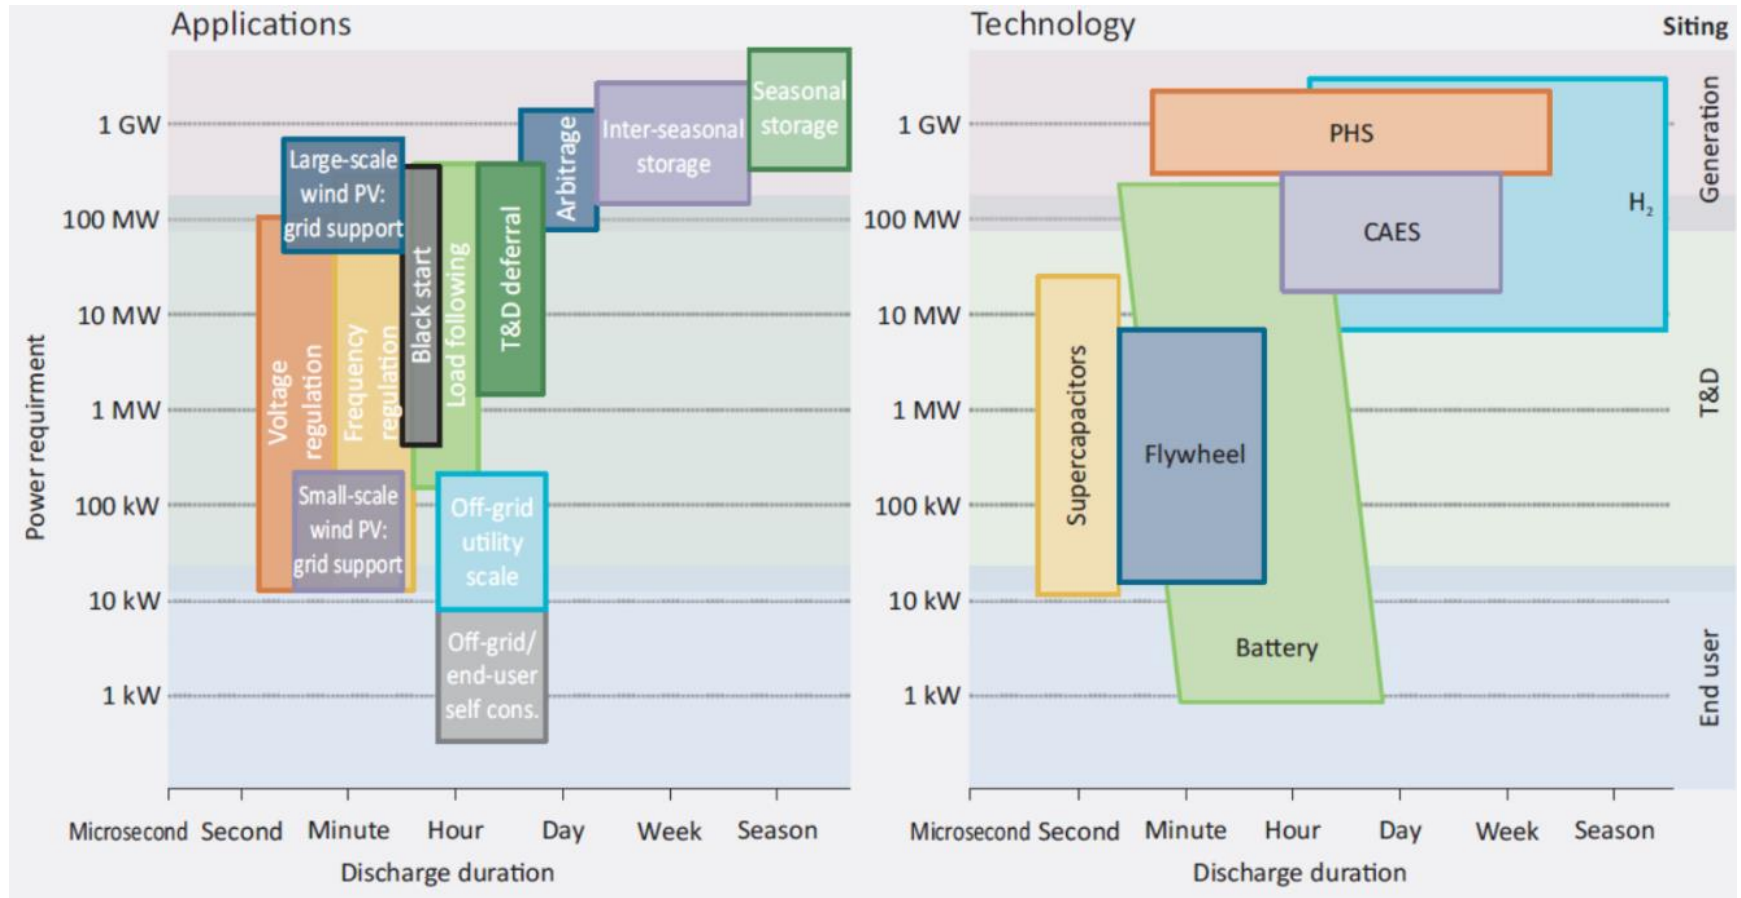 Applications
Power requirment
1 GW
100 MW
10 MW
1 MW
100 kW
10 kW
1 kW
Large-scale
wind PV:
grid support
Voltage
regulation
Frequency
regulation
Small-scale
wind PV:
grid support
Black start
Load following
T&D deferral
Arbitrage
Inter-seasonal
storage
Seasonal
storage
Off-grid
utility
scale
Off-grid/
end-user
self cons.
Microsecond Second Minute Hour Day Week Season
Discharge duration
Technology
Siting
1 GW
100 MW
10 MW
1 MW
100 kW
10 kW
1 kW
PHS
H₂
CAES
Supercapacitors
Flywheel
Battery
Generation
T&D
End user
Microsecond Second Minute Hour Day Week Season
Discharge duration